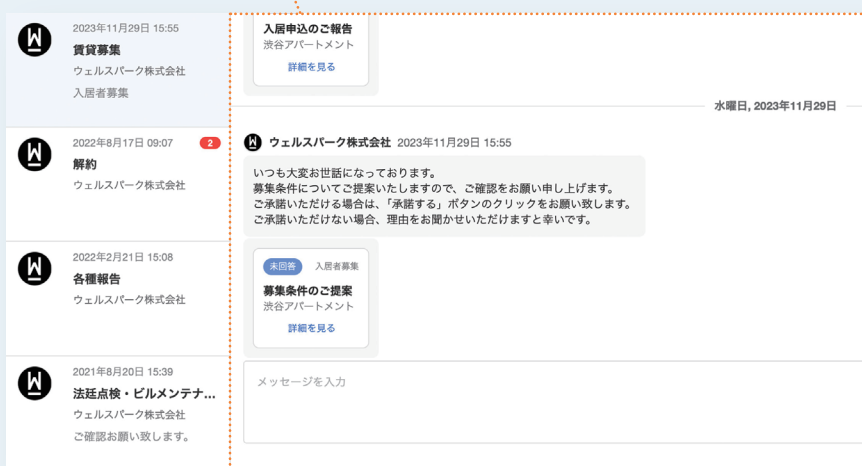 2023年11月29日 15:55
賃貸募集
ウェルスパーク株式会社
入居者募集
2022年8月17日 09:07
2
解約
ウェルスパーク株式会社
2022年2月21日 15:08
各種報告
ウェルスパーク株式会社
2021年8月20日 15:39
法廷点検・ビルメンテナ...
ウェルスパーク株式会社
ご確認お願い致します。
入居申込のご報告
渋谷アパートメント
詳細を見る
水曜日, 2023年11月29日
ウェルスパーク株式会社 2023年11月29日 15:55
いつも大変お世話になっております。
募集条件についてご提案いたしますので、ご確認をお願い申し上げます。
ご承諾いただける場合は、「承諾する」ボタンのクリックをお願い致します。
ご承諾いただけない場合、理由をお聞かせいただけますと幸いです。
未回答 入居者募集
募集条件のご提案
渋谷アパートメント
詳細を見る
メッセージを入力